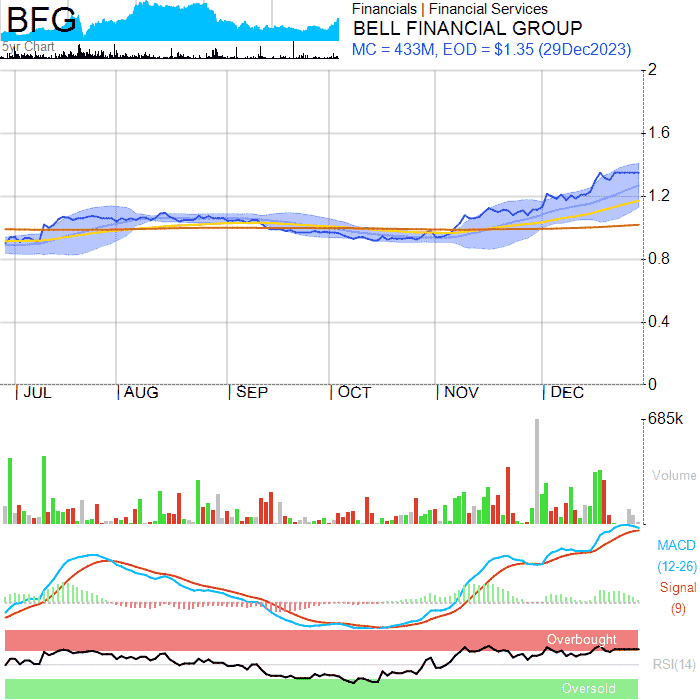 BFG
5yr Chart
Financials | Financial Services
BELL FINANCIAL GROUP
MC = 433M, EOD = $1.35 (29Dec2023)
2
1.6
1.2
0.8
0.4
0
JUL
AUG
SEP
OCT
NOV
DEC
685k
Volume
MACD
(12-26)
Signal
(9)
Overbought
RSI(14)
Oversold